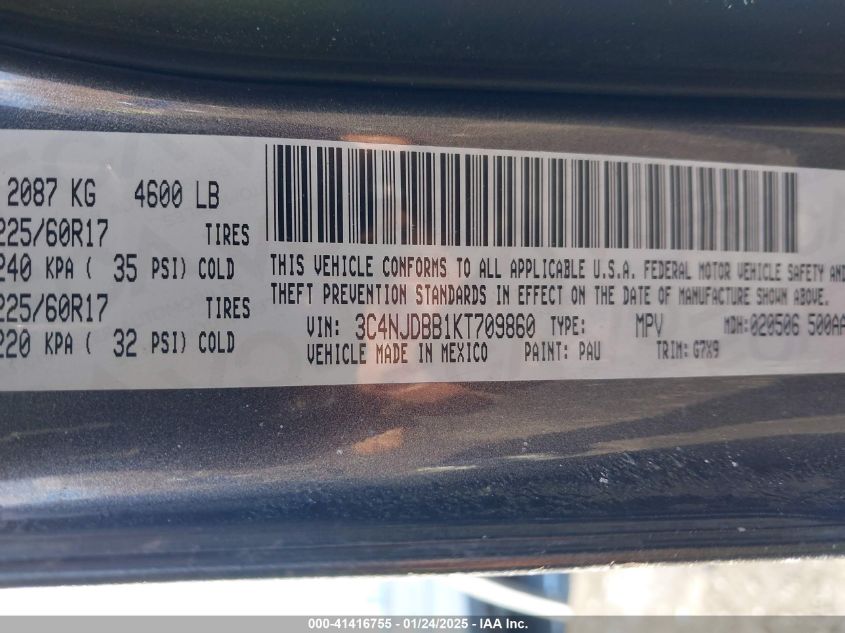 2087 KG 4600 LB
225/60R17 TIRES
240 KPA ( 35 PSI) COLD
225/60R17 TIRES
220 KPA ( 32 PSI) COLD
THIS VEHICLE CONFORMS TO ALL APPLICABLE U.S.A. FEDERAL MOTOR VEHICLE SAFETY AND
THEFT PREVENTION STANDARDS IN EFFECT ON THE DATE OF MANUFACTURE SHOWN ABOVE.
VIN: 3C4NJDBB1KT709860 TYPE: MPV MDH:020506 500AA
VEHICLE MADE IN MEXICO PAINT: PAU TRIM: G7X9
000-41416755 - 01/24/2025 - IAA Inc.